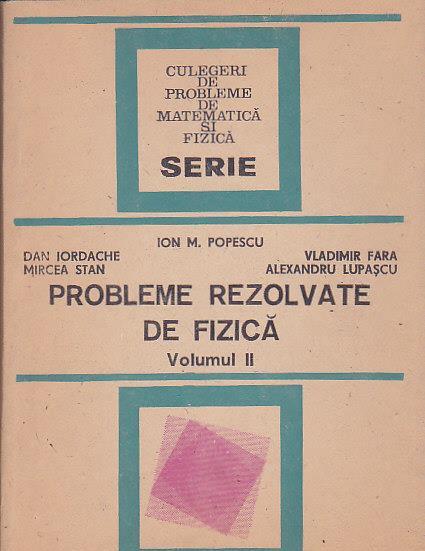 CULEGERI
DE
PROBLEME
DE
MATEMATICĂ
SI
FIZICĂ
SERIE
ION M. POPESCU
DAN IORDACHE VLADIMIR FARA
MIRCEA STAN ALEXANDRU LUPAŞCU
PROBLEME REZOLVATE
DE FIZICĂ
Volumul II